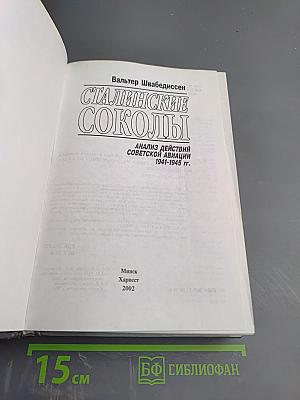 Вальтер Швабедиссен
СТАЛИНСКИЕ
СОКОЛЫ
АНАЛИЗ ДЕЙСТВИЙ
СОВЕТСКОЙ АВИАЦИИ
1941-1945 гг.
Минск
Харвест
2002
15 см
БФ БИБЛИОФАН